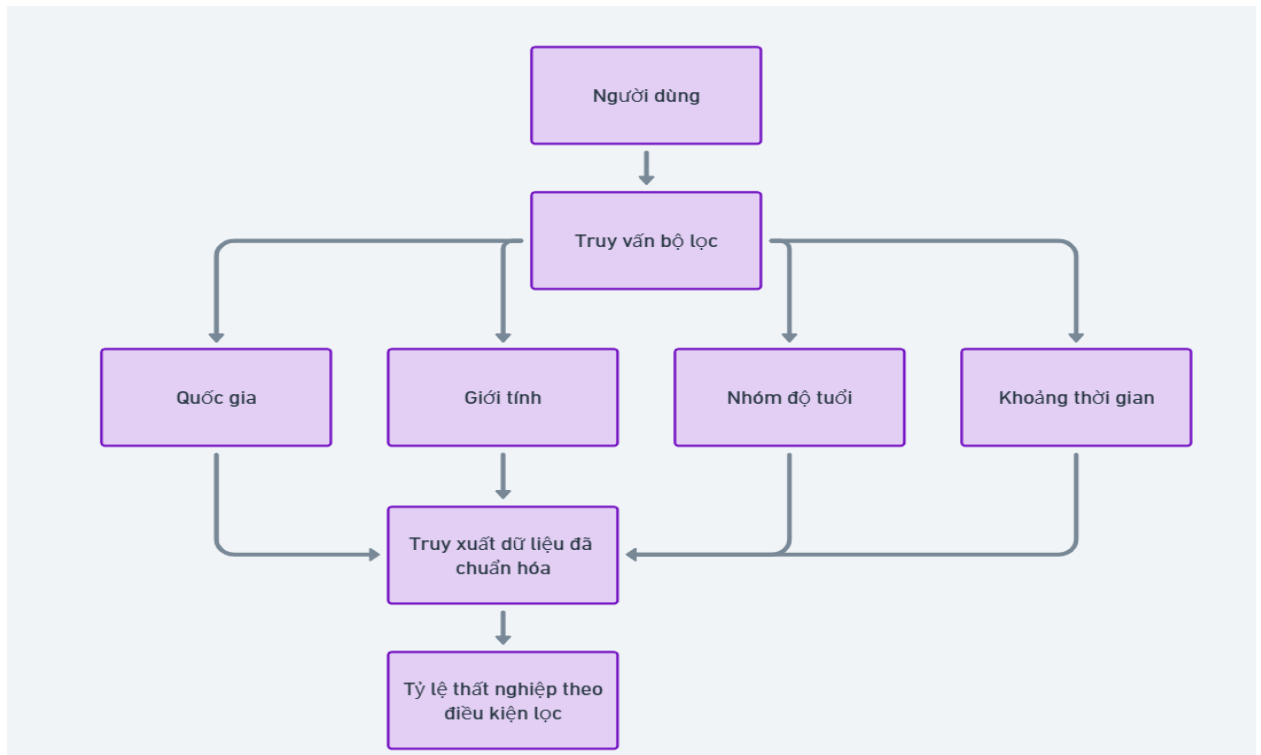 Người dùng
Truy vấn bộ lọc
Quốc gia
Giới tính
Nhóm độ tuổi
Khoảng thời gian
Truy xuất dữ liệu đã
chuẩn hóa
Tỷ lệ thất nghiệp theo
điều kiện lọc